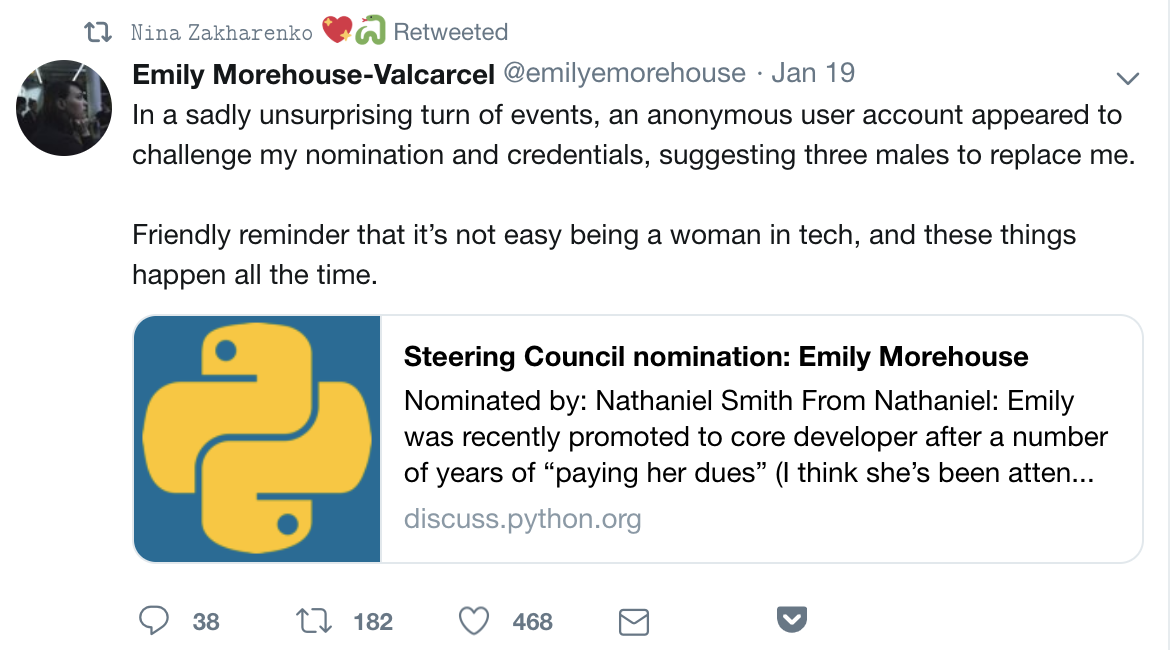 Nina Zakharenko 💖🐍 Retweeted
Emily Morehouse-Valcarcel @emilyemorehouse · Jan 19
In a sadly unsurprising turn of events, an anonymous user account appeared to
challenge my nomination and credentials, suggesting three males to replace me.
Friendly reminder that it’s not easy being a woman in tech, and these things
happen all the time.
Steering Council nomination: Emily Morehouse
Nominated by: Nathaniel Smith From Nathaniel: Emily
was recently promoted to core developer after a number
of years of “paying her dues” (I think she’s been atten...
discuss.python.org
38 182 468